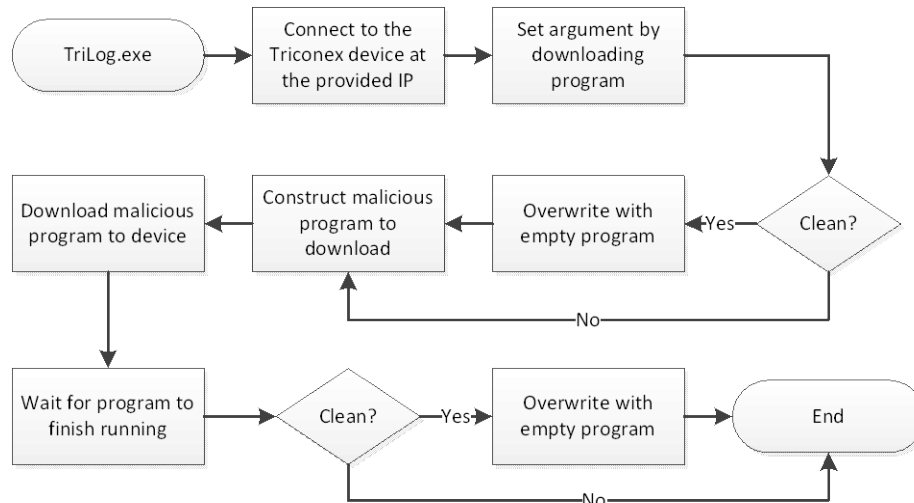 TriLog.exe
Connect to the
Triconex device at
the provided IP
Set argument by
downloading
program
Clean?
Yes
Overwrite with
empty program
Construct malicious
program to
download
Download malicious
program to device
No
Wait for program to
finish running
Clean?
Yes
Overwrite with
empty program
End
No